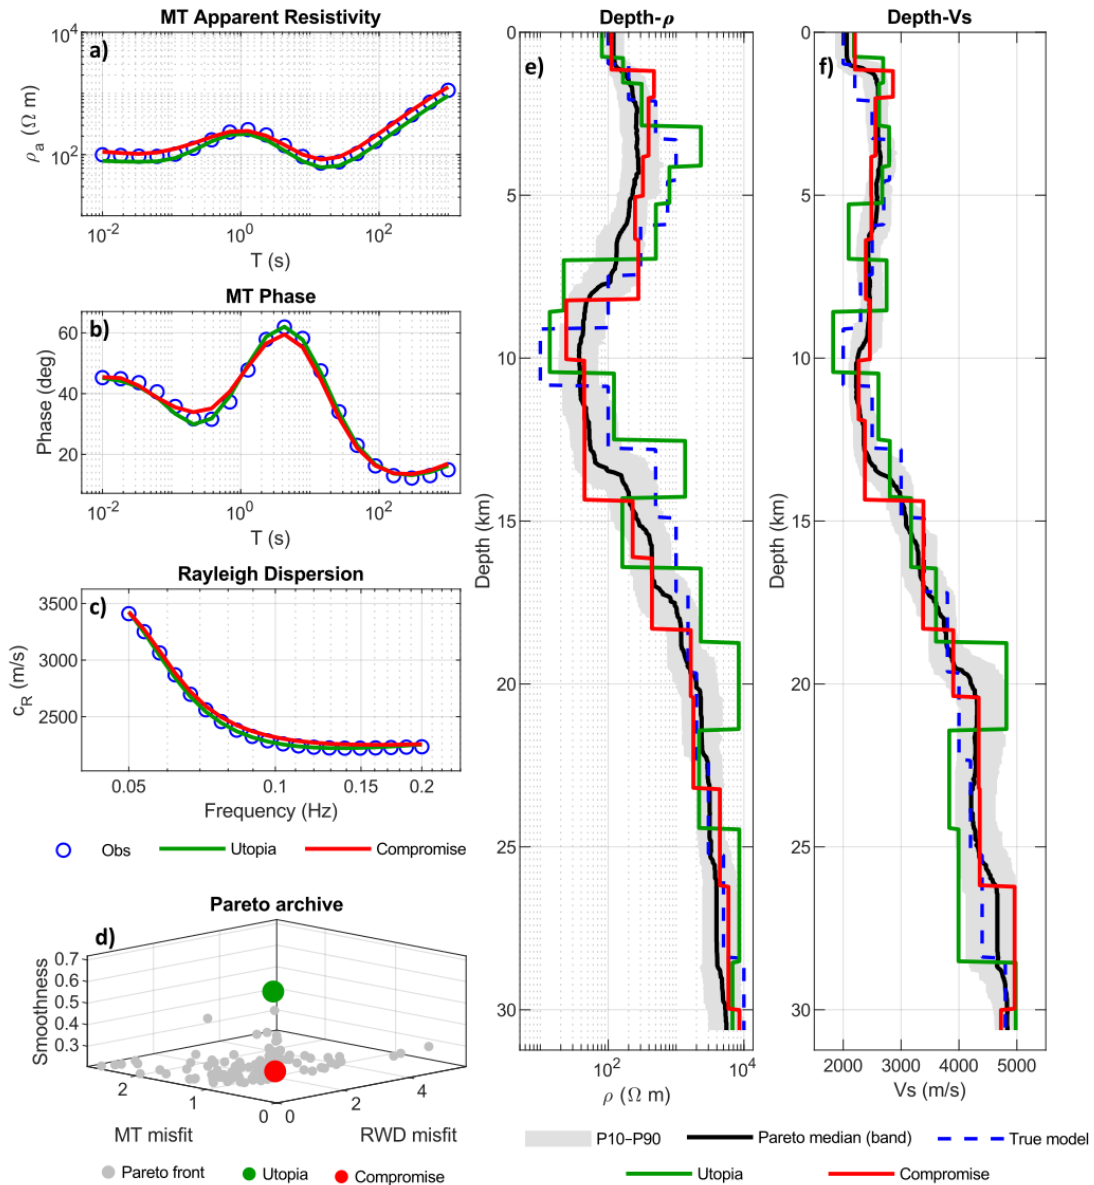 MT Apparent Resistivity
a)
10^4
10^3
10^2
ρ_a (Ω m)
10^-2
10^0
10^2
T (s)
MT Phase
b)
60
40
20
Phase (deg)
10^-2
10^0
10^2
T (s)
Rayleigh Dispersion
c)
3500
3000
2500
c_R (m/s)
0.05
0.1
0.15
0.2
Frequency (Hz)
Obs
Utopia
Compromise
Pareto archive
d)
0.7
0.6
0.5
0.4
0.3
Smoothness
2
1
0
0
2
4
MT misfit
RWD misfit
Pareto front
Utopia
Compromise
Depth-ρ
e)
0
5
10
15
20
25
30
Depth (km)
10^2
10^4
ρ (Ω m)
Depth-Vs
f)
0
5
10
15
20
25
30
Depth (km)
2000
3000
4000
5000
Vs (m/s)
P10–P90
Pareto median (band)
True model
Utopia
Compromise